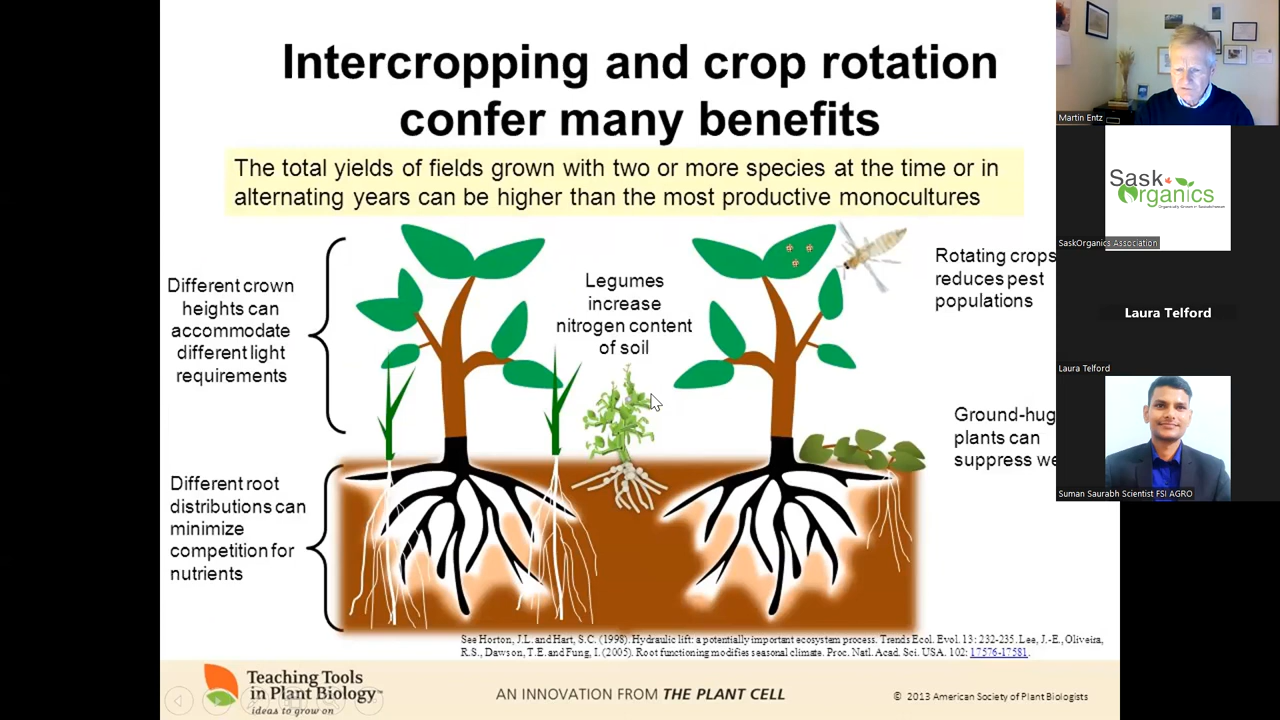 Intercropping and crop rotation
confer many benefits
The total yields of fields grown with two or more species at the time or in
alternating years can be higher than the most productive monocultures
Different crown
heights can
accommodate
different light
requirements
Legumes
increase
nitrogen content
of soil
Rotating crops
reduces pest
populations
Ground-hug
plants can
suppress we
Different root
distributions can
minimize
competition for
nutrients
See Horton, J.L. and Hart, S.C. (1998). Hydraulic lift: a potentially important ecosystem process. Trends Ecol. Evol. 13: 232-235. Lee, J.-E., Oliveira,
R.S., Dawson, T.E. and Fung, I. (2005). Root functioning modifies seasonal climate. Proc. Natl. Acad. Sci. USA. 102: 17576-17581.
Teaching Tools
in Plant Biology™
ideas to grow on
AN INNOVATION FROM THE PLANT CELL
© 2013 American Society of Plant Biologists
Martin Entz
Sask
Organics
Organically Grown in Saskatchewan
SaskOrganics Association
Laura Telford
Laura Telford
Suman Saurabh Scientist FSI AGRO